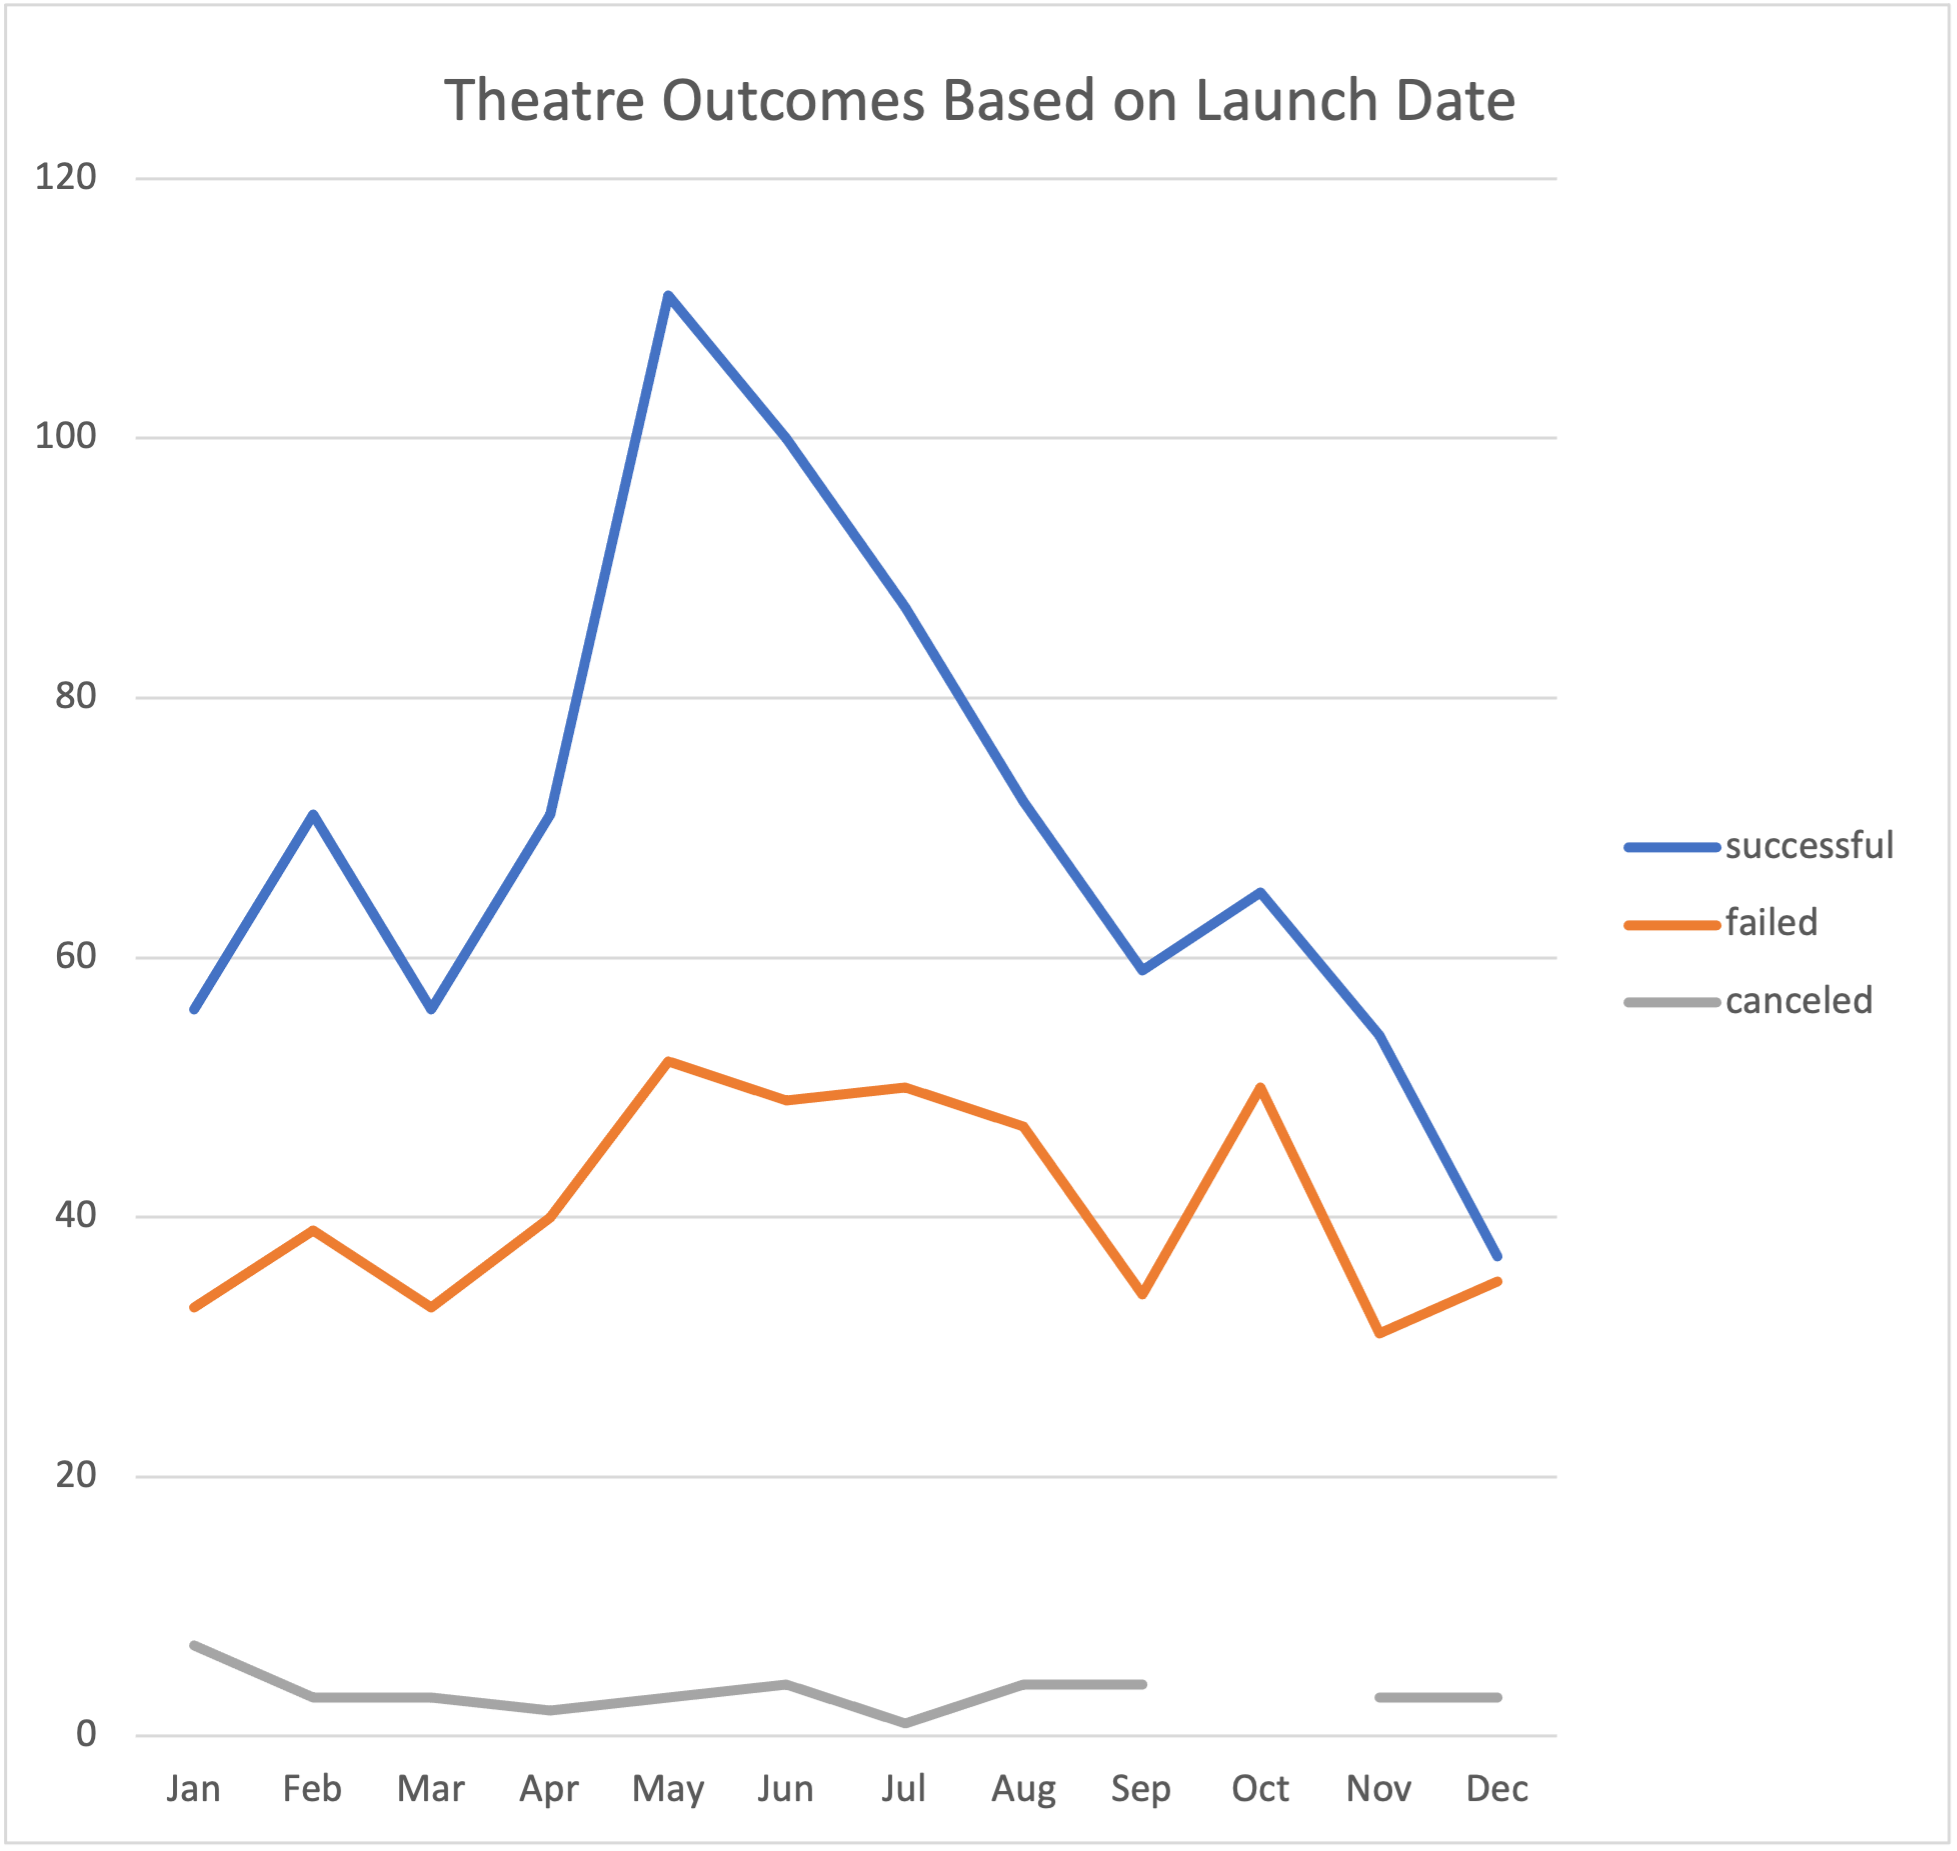 Theatre Outcomes Based on Launch Date
120
100
80
60
40
20
0
Jan Feb Mar Apr May Jun Jul Aug Sep Oct Nov Dec
successful
failed
canceled